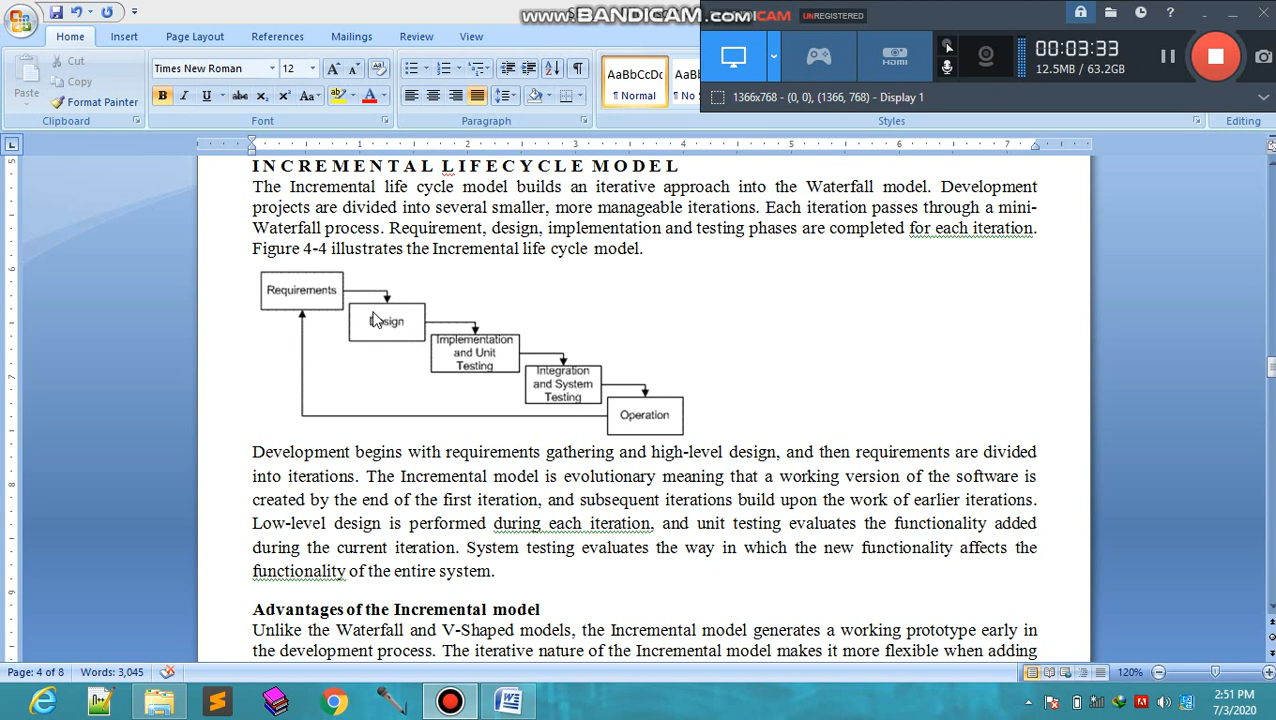 www.BANDICAM.com
UNREGISTERED
Home Insert Page Layout References Mailings Review View
00:03:33
12.5MB / 63.2GB
1366x768 - (0, 0), (1366, 768) - Display 1
Paste
Cut
Copy
Format Painter
Clipboard
Times New Roman 12
Font
Paragraph
AaBbCcDc
¶ Normal
¶ No S
Styles
Editing
INCREMENTAL LIFECYCLE MODEL
The Incremental life cycle model builds an iterative approach into the Waterfall model. Development
projects are divided into several smaller, more manageable iterations. Each iteration passes through a mini-
Waterfall process. Requirement, design, implementation and testing phases are completed for each iteration.
Figure 4-4 illustrates the Incremental life cycle model.
Requirements
Design
Implementation
and Unit
Testing
Integration
and System
Testing
Operation
Development begins with requirements gathering and high-level design, and then requirements are divided
into iterations. The Incremental model is evolutionary meaning that a working version of the software is
created by the end of the first iteration, and subsequent iterations build upon the work of earlier iterations.
Low-level design is performed during each iteration, and unit testing evaluates the functionality added
during the current iteration. System testing evaluates the way in which the new functionality affects the
functionality of the entire system.
Advantages of the Incremental model
Unlike the Waterfall and V-Shaped models, the Incremental model generates a working prototype early in
the development process. The iterative nature of the Incremental model makes it more flexible when adding
Page: 4 of 8 Words: 3,045
120%
2:51 PM
7/3/2020